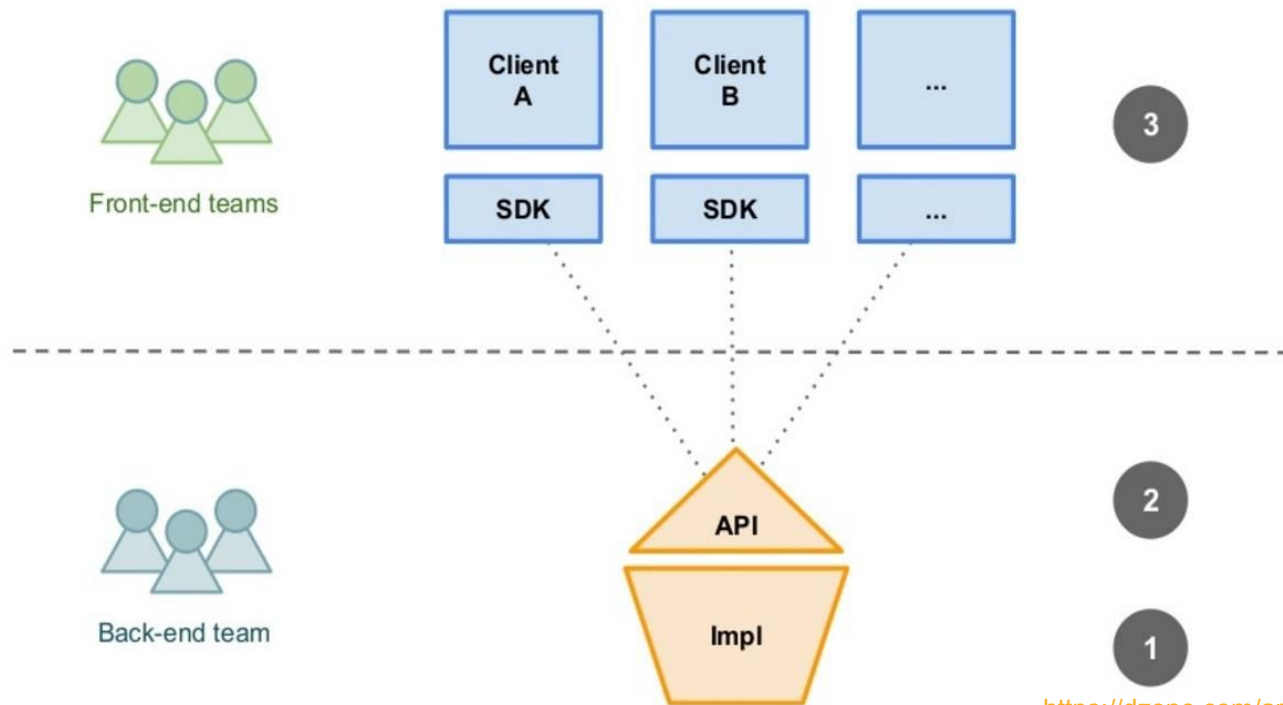 Client
A
Client
B
...
3
Front-end teams
SDK
SDK
...
API
2
Back-end team
Impl
1